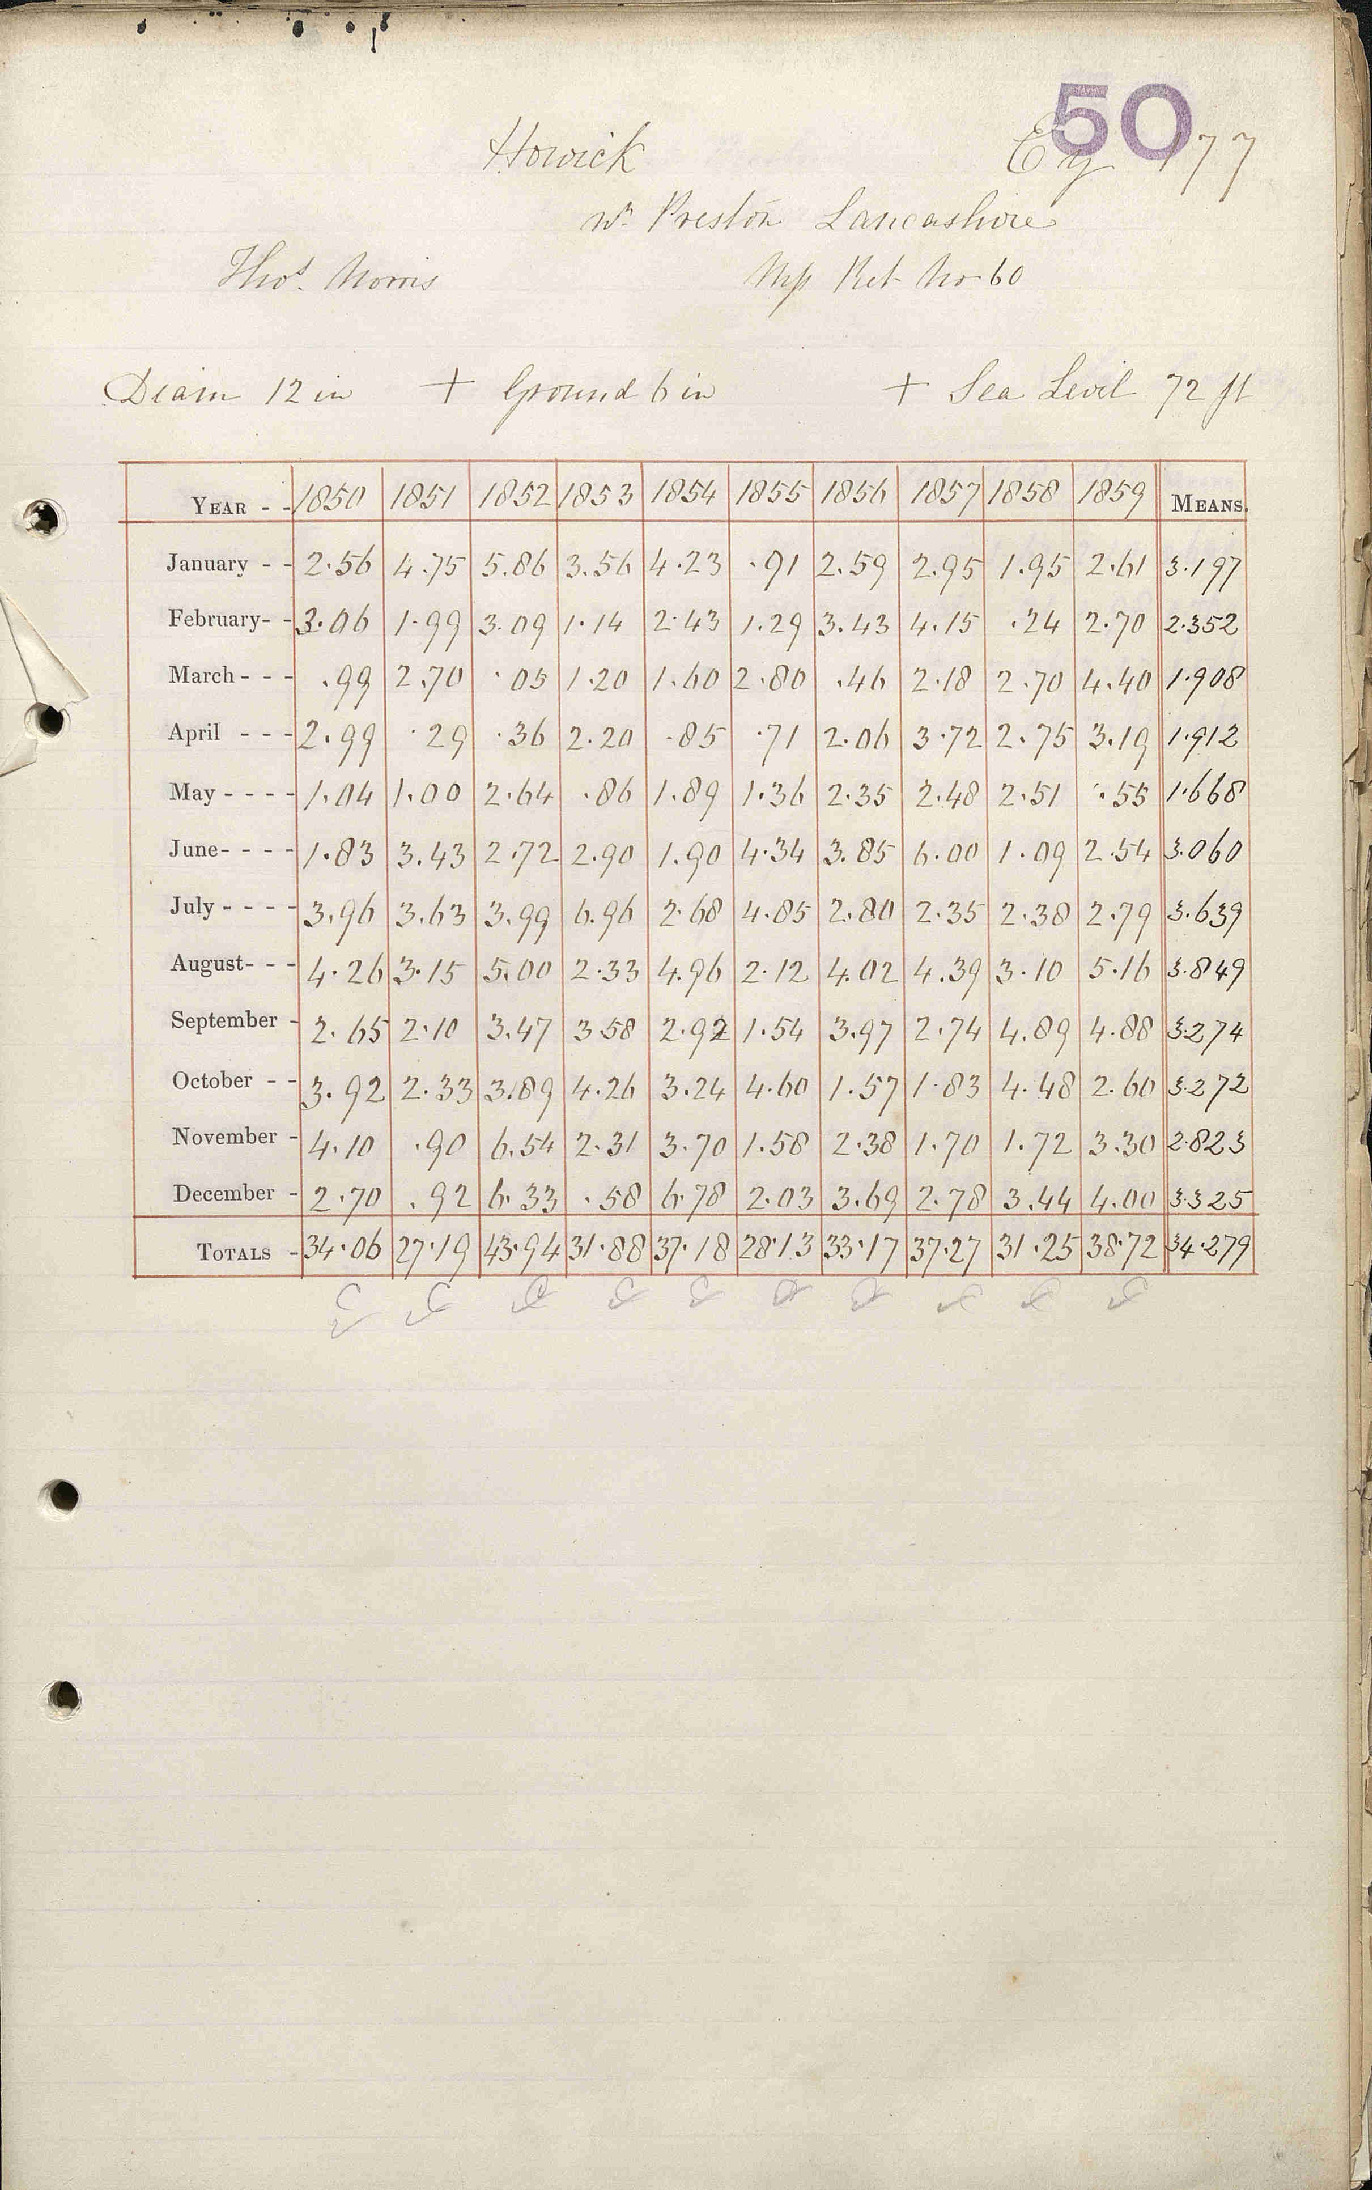 50
Howick Ey 177
nr Preston Lancashire
Thos. Norris Ret No 60
Diam 12 in + Ground 6 in + Sea Level 72 ft
YEAR - - 1850 1851 1852 1853 1854 1855 1856 1857 1858 1859 MEANS.
January - - 2.56 4.75 5.86 3.56 4.23 .91 2.59 2.95 1.95 2.61 3.197
February- - 3.06 1.99 3.09 1.14 2.43 1.29 3.43 4.15 .24 2.70 2.352
March - - - .99 2.70 .05 1.20 1.60 2.80 .46 2.18 2.70 4.40 1.908
April - - - 2.99 .29 .36 2.20 .85 .71 2.06 3.72 2.75 3.19 1.912
May - - - - 1.04 1.00 2.64 .86 1.89 1.36 2.35 2.48 2.51 .55 1.668
June- - - - 1.83 3.43 2.72 2.90 1.90 4.34 3.85 6.00 1.09 2.54 3.060
July - - - - 3.96 3.63 3.99 6.96 2.68 4.85 2.80 2.35 2.38 2.79 3.639
August- - - 4.26 3.15 5.00 2.33 4.96 2.12 4.02 4.39 3.10 5.16 3.849
September - 2.65 2.10 3.47 3.58 2.92 1.54 3.97 2.74 4.89 4.88 3.274
October - - 3.92 2.33 3.89 4.26 3.24 4.60 1.57 1.83 4.48 2.60 3.272
November - 4.10 .90 6.54 2.31 3.70 1.58 2.38 1.70 1.72 3.30 2.823
December - 2.70 .92 6.33 .58 6.78 2.03 3.69 2.78 3.44 4.00 3.325
TOTALS - 34.06 27.19 43.94 31.88 37.18 28.13 33.17 37.27 31.25 38.72 34.279